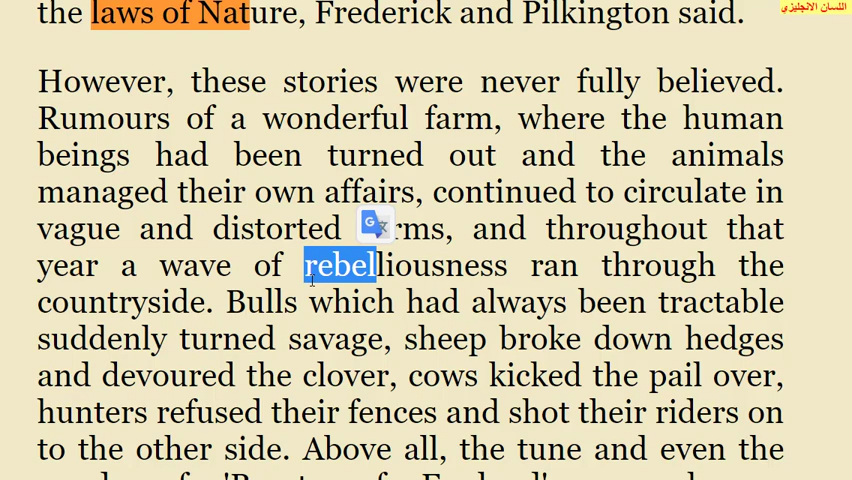 اللسان الانجليزي
the laws of Nature, Frederick and Pilkington said.
However, these stories were never fully believed.
Rumours of a wonderful farm, where the human
beings had been turned out and the animals
managed their own affairs, continued to circulate in
vague and distorted rms, and throughout that
year a wave of rebelliousness ran through the
countryside. Bulls which had always been tractable
suddenly turned savage, sheep broke down hedges
and devoured the clover, cows kicked the pail over,
hunters refused their fences and shot their riders on
to the other side. Above all, the tune and even the